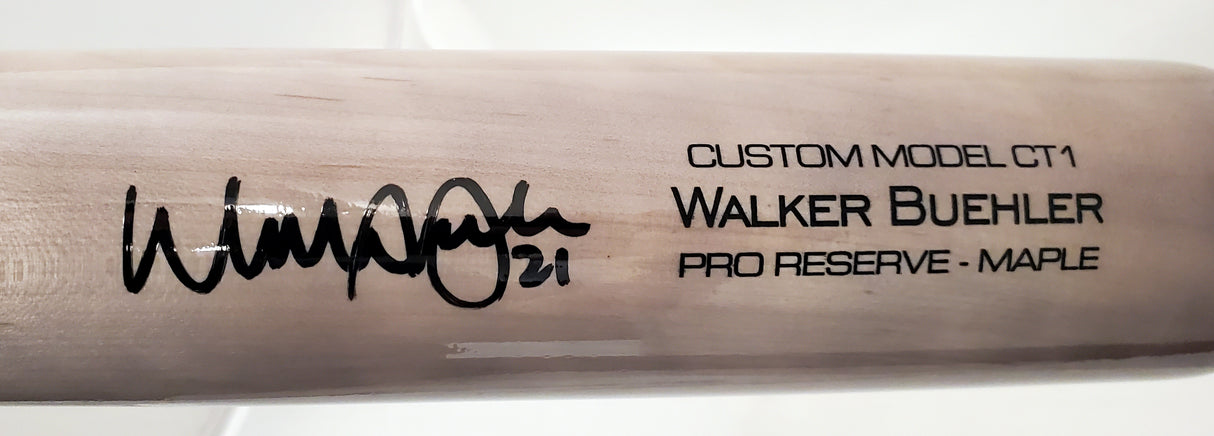 21
CUSTOM MODEL CT1
WALKER BUEHLER
PRO RESERVE - MAPLE